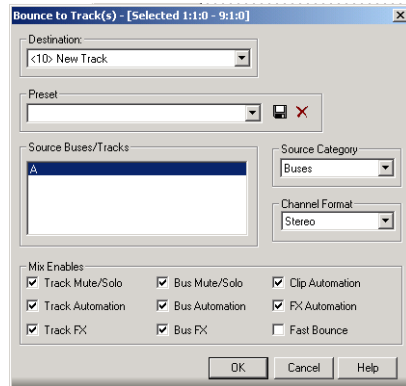 Bounce to Track(s) - [Selected 1:1:0 - 9:1:0]
Destination:
<10> New Track
Preset
Source Buses/Tracks
A
Source Category
Buses
Channel Format
Stereo
Mix Enables
Track Mute/Solo Bus Mute/Solo Clip Automation
Track Automation Bus Automation FX Automation
Track FX Bus FX Fast Bounce
OK Cancel Help